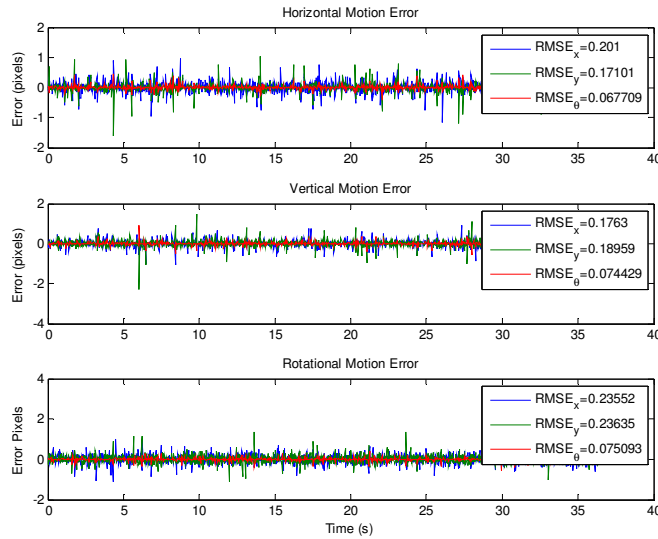 Horizontal Motion Error
Error (pixels)
2
1
0
-1
-2
RMSEx=0.201
RMSEy=0.17101
RMSEθ=0.067709
0 5 10 15 20 25 30 35 40
Vertical Motion Error
Error (pixels)
2
0
-2
-4
RMSEx=0.1763
RMSEy=0.18959
RMSEθ=0.074429
0 5 10 15 20 25 30 35 40
Rotational Motion Error
Error Pixels
4
2
0
-2
RMSEx=0.23552
RMSEy=0.23635
RMSEθ=0.075093
0 5 10 15 20 25 30 35 40
Time (s)